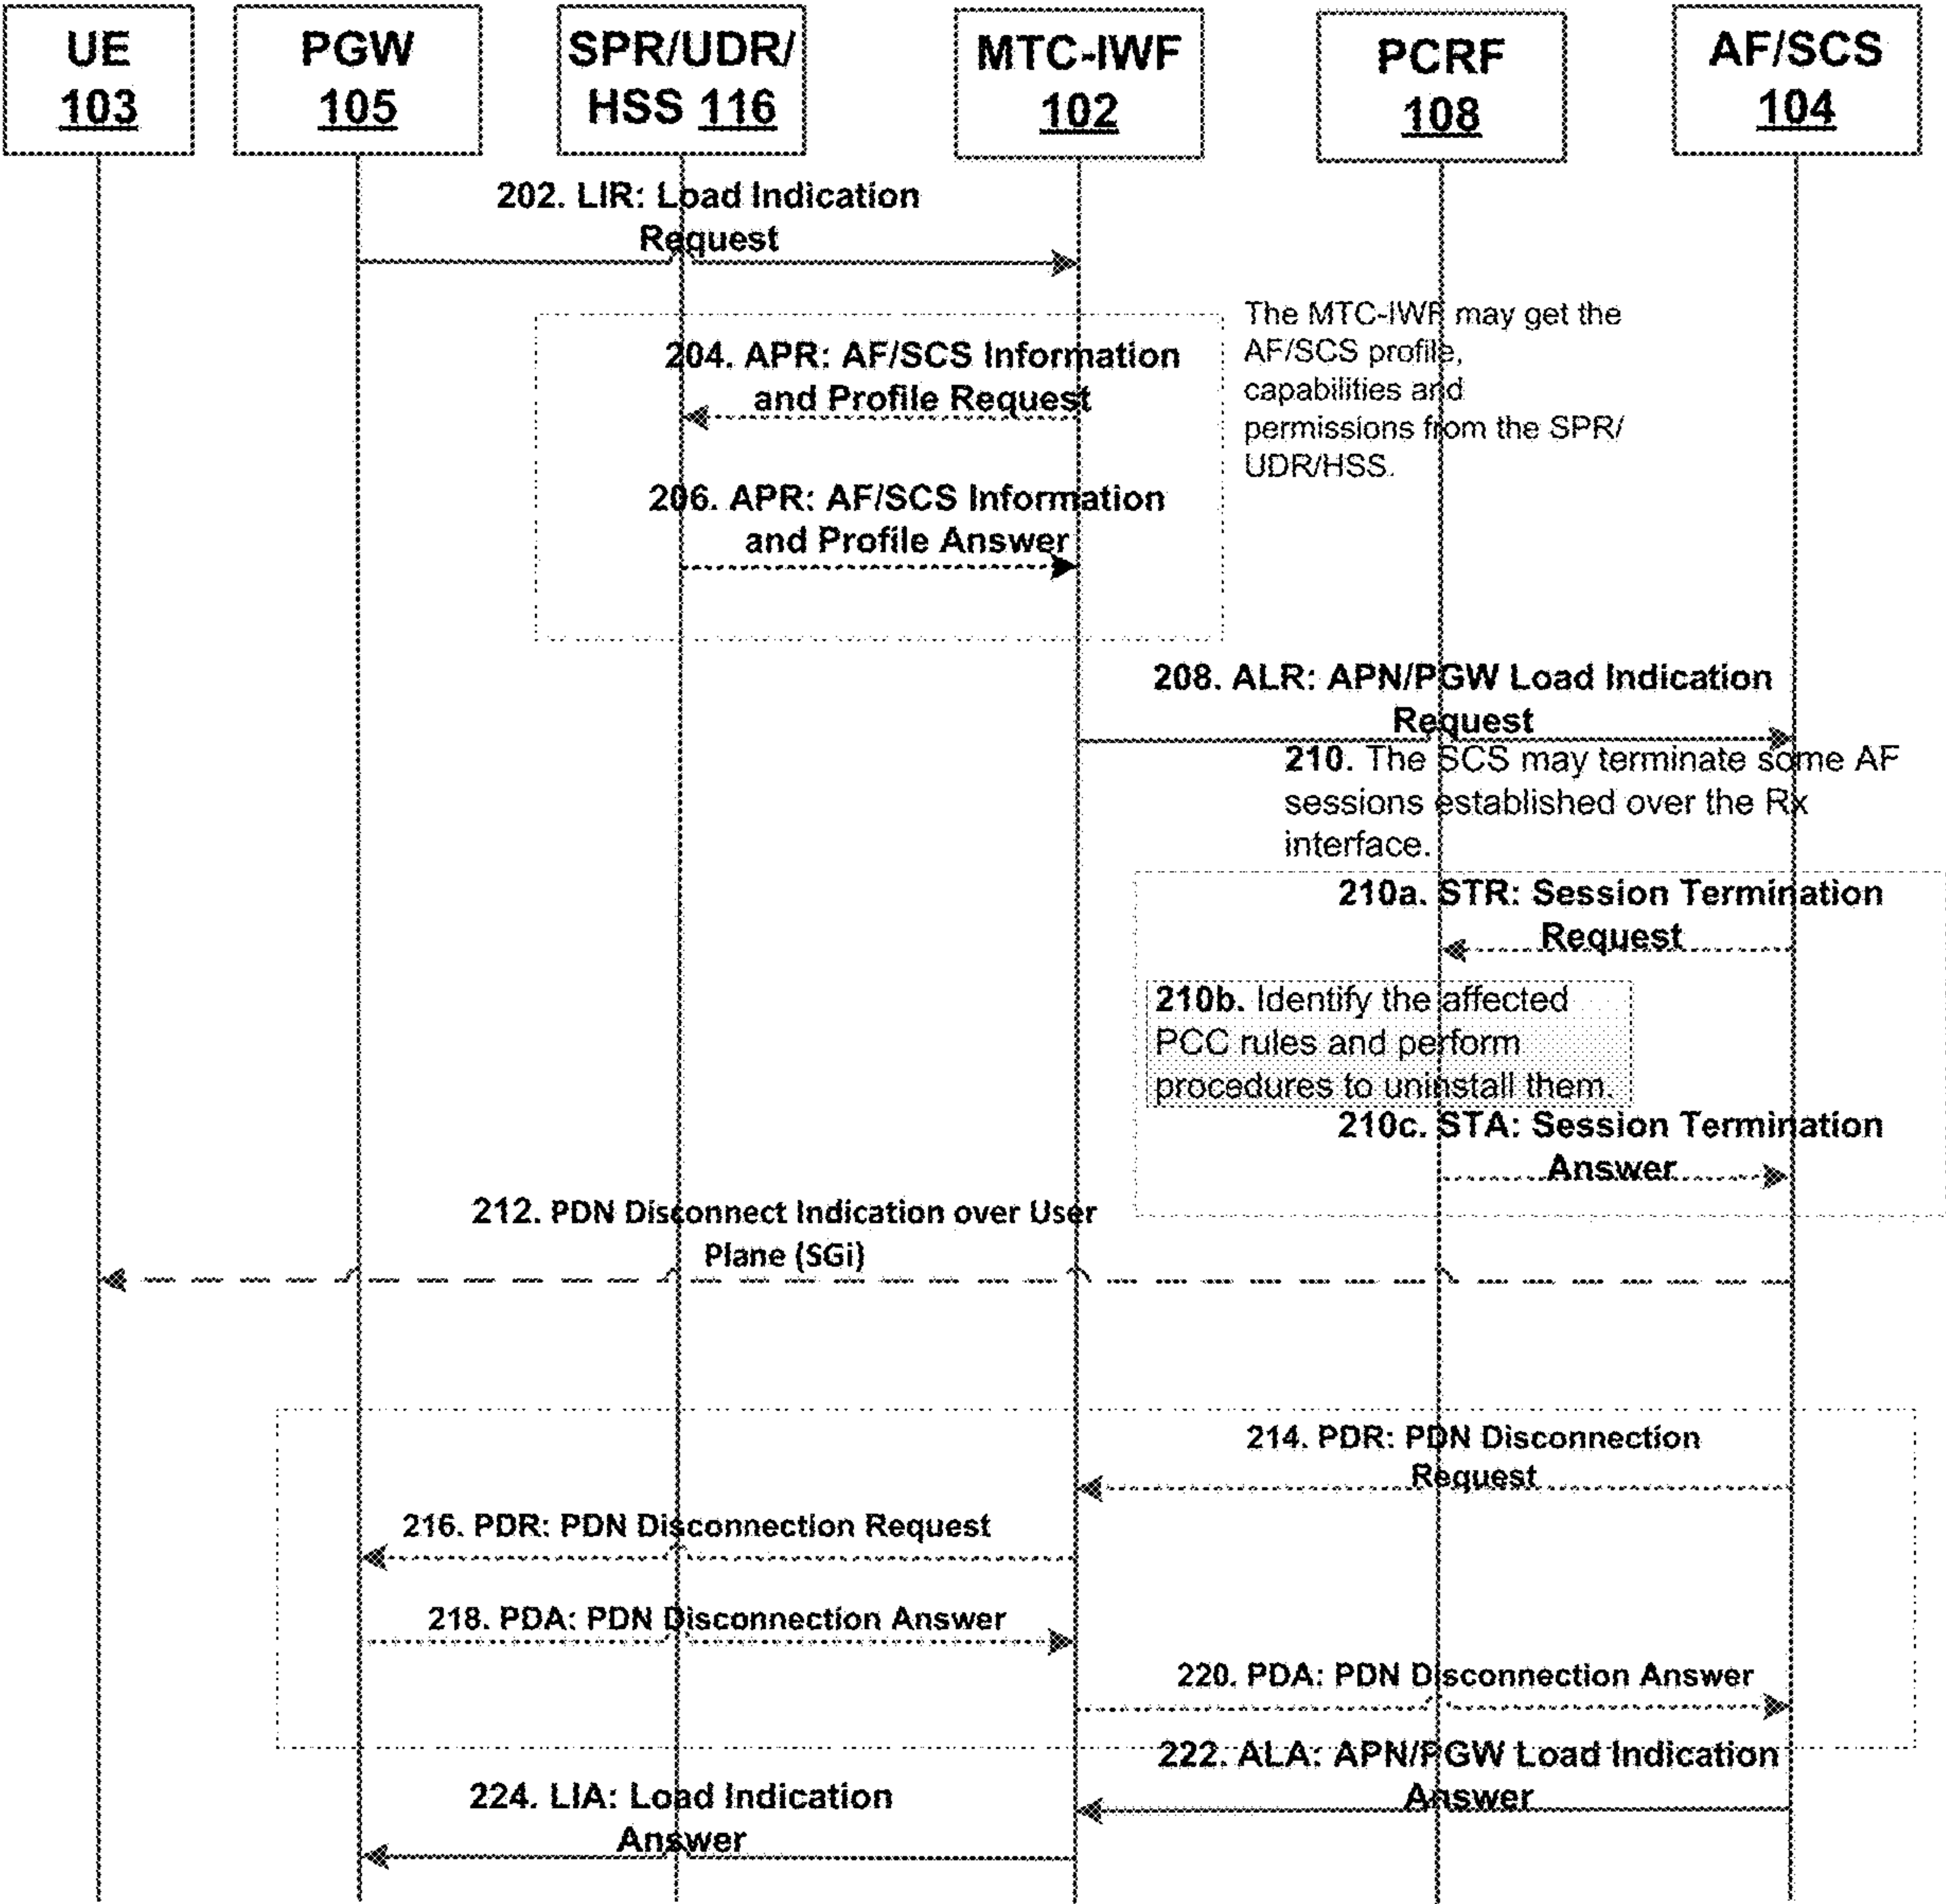 UE
103
PGW
105
SPR/UDR/
HSS 116
MTC-IWF
102
PCRF
108
AF/SCS
104
202. LIR: Load Indication
Request
The MTC-IWF may get the
AF/SCS profile,
capabilities and
permissions from the SPR/
UDR/HSS.
204. APR: AF/SCS Information
and Profile Request
206. APR: AF/SCS Information
and Profile Answer
208. ALR: APN/PGW Load Indication
Request
210. The SCS may terminate some AF
sessions established over the Rx
interface.
210a. STR: Session Termination
Request
210b. Identify the affected
PCC rules and perform
procedures to uninstall them.
210c. STA: Session Termination
Answer
212. PDN Disconnect Indication over User
Plane (SGi)
214. PDR: PDN Disconnection
Request
216. PDR: PDN Disconnection Request
218. PDA: PDN Disconnection Answer
220. PDA: PDN Disconnection Answer
222. ALA: APN/PGW Load Indication
Answer
224. LIA: Load Indication
Answer